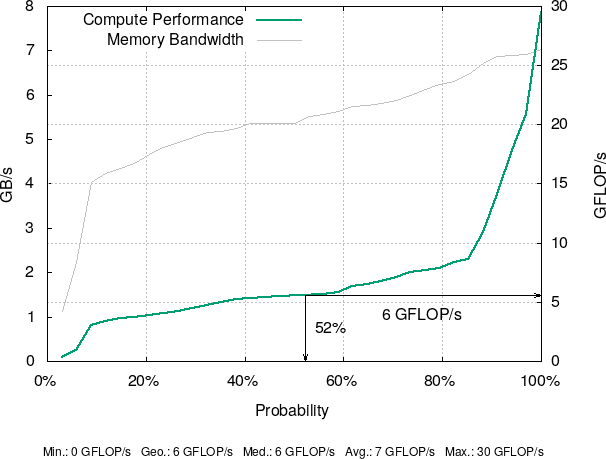 8
7
6
5
4
3
2
1
0
GB/s
Compute Performance
Memory Bandwidth
30
25
20
15
10
5
0
GFLOP/s
6 GFLOP/s
52%
0% 20% 40% 60% 80% 100%
Probability
Min.: 0 GFLOP/s Geo.: 6 GFLOP/s Med.: 6 GFLOP/s Avg.: 7 GFLOP/s Max.: 30 GFLOP/s